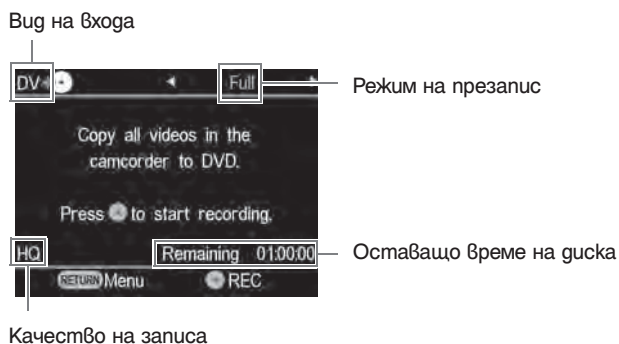 Вид на входа
DV Full
Режим на презапис
Copy all videos in the
camcorder to DVD.
Press to start recording.
HQ Remaining 01:00:00
Оставащо време на диска
RETURN Menu REC
Качество на записа